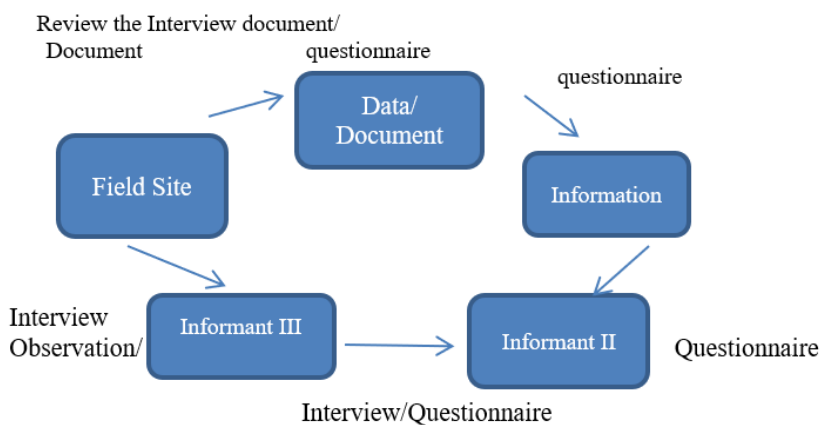 Review the Interview document/
Document questionnaire
questionnaire
Data/
Document
Field Site
Information
Interview
Observation/
Informant III
Informant II
Questionnaire
Interview/Questionnaire